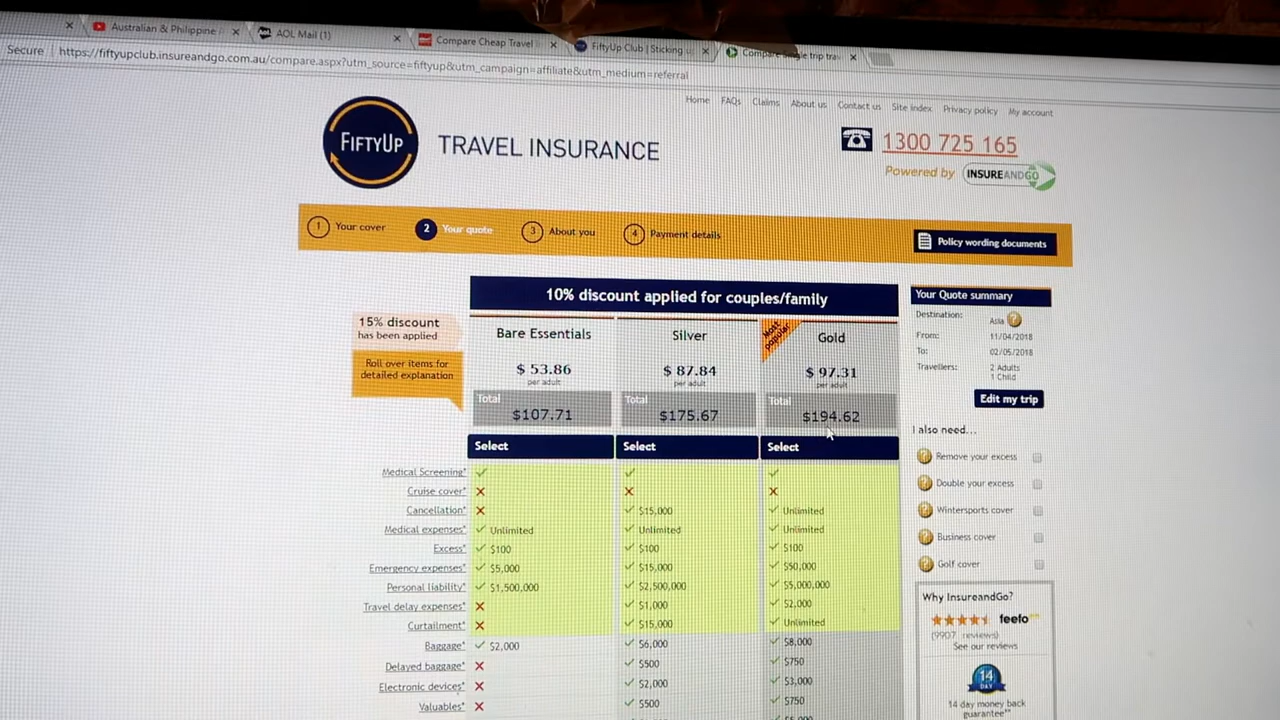 Australian & Philippine
AOL Mail (1)
Compare Cheap Travel
FiftyUp Club | Sticking
Compare single trip trav
Secure
https://fiftyupclub.insureandgo.com.au/compare.aspx?utm_source=fiftyup&utm_campaign=affiliate&utm_medium=referral
Home FAQs Claims About us Contact us Site index Privacy policy My account
FIFTYUP
TRAVEL INSURANCE
1300 725 165
Powered by INSUREANDGO
1 Your cover 2 Your quote 3 About you 4 Payment details
Policy wording documents
10% discount applied for couples/family
15% discount
has been applied
Roll over items for
detailed explanation
Bare Essentials Silver Most popular Gold
$ 53.86 $ 87.84 $ 97.31
per adult per adult per adult
Total Total Total
$107.71 $175.67 $194.62
Select Select Select
Medical Screening* ✓ ✓ ✓
Cruise cover* X X X
Cancellation* X ✓ $15,000 ✓ Unlimited
Medical expenses* ✓ Unlimited ✓ Unlimited ✓ Unlimited
Excess* ✓ $100 ✓ $100 ✓ $100
Emergency expenses* ✓ $5,000 ✓ $15,000 ✓ $50,000
Personal liability* ✓ $1,500,000 ✓ $2,500,000 ✓ $5,000,000
Travel delay expenses* X ✓ $1,000 ✓ $2,000
Curtailment* X ✓ $15,000 ✓ Unlimited
Baggage* ✓ $2,000 ✓ $6,000 ✓ $8,000
Delayed baggage* X ✓ $500 ✓ $750
Electronic devices* X ✓ $2,000 ✓ $3,000
Valuables* X ✓ $500 ✓ $750
Your Quote summary
Destination: Asia ?
From: 11/04/2018
To: 02/05/2018
Travellers: 2 Adults
1 Child
Edit my trip
I also need...
? Remove your excess
? Double your excess
? Wintersports cover
? Business cover
? Golf cover
Why InsureandGo?
feefo
(9907 reviews)
See our reviews
14
DAY
14 day money back
guarantee**